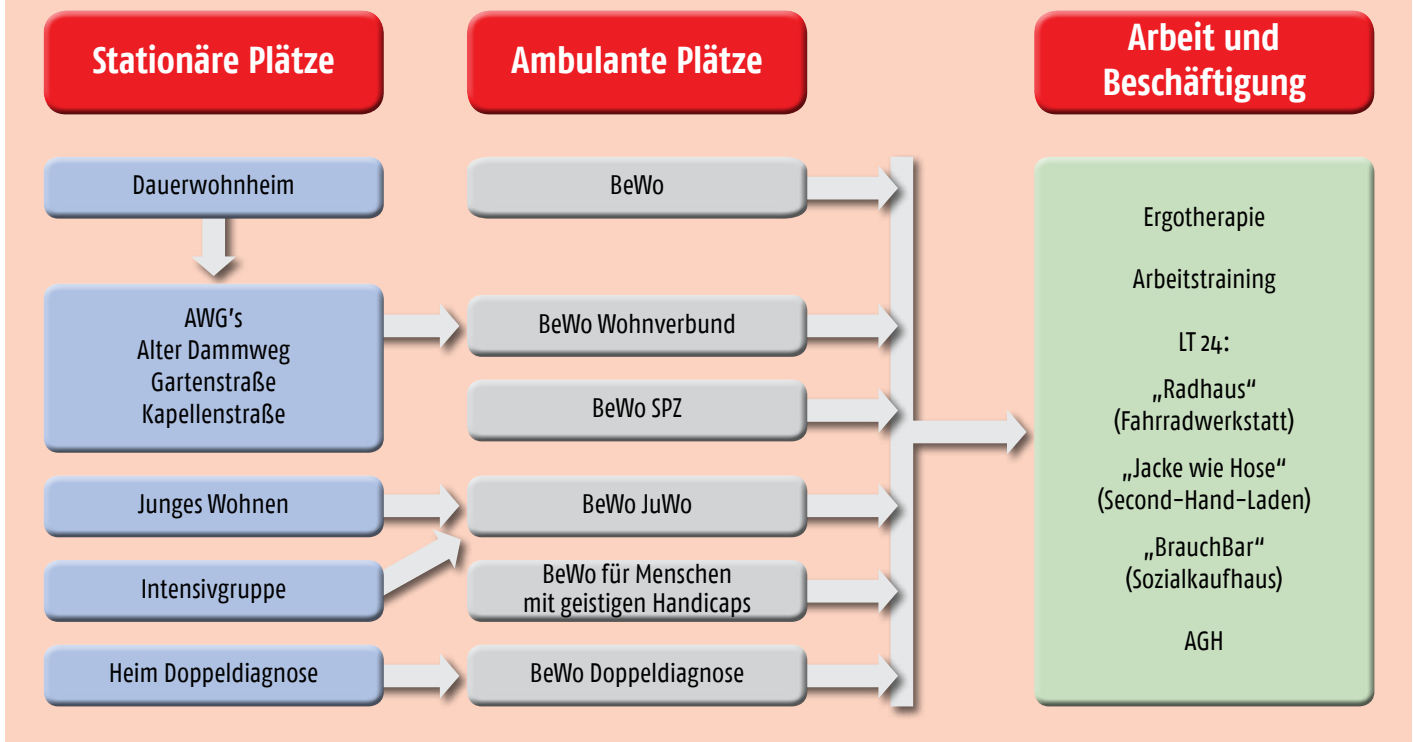 Stationäre Plätze
Ambulante Plätze
Arbeit und
Beschäftigung
Dauerwohnheim
AWG's
Alter Dammweg
Gartenstraße
Kapellenstraße
Junges Wohnen
Intensivgruppe
Heim Doppeldiagnose
BeWo
BeWo Wohnverbund
BeWo SPZ
BeWo JuWo
BeWo für Menschen
mit geistigen Handicaps
BeWo Doppeldiagnose
Ergotherapie
Arbeitstraining
LT 24:
„Radhaus“
(Fahrradwerkstatt)
„Jacke wie Hose“
(Second-Hand-Laden)
„BrauchBar“
(Sozialkaufhaus)
AGH